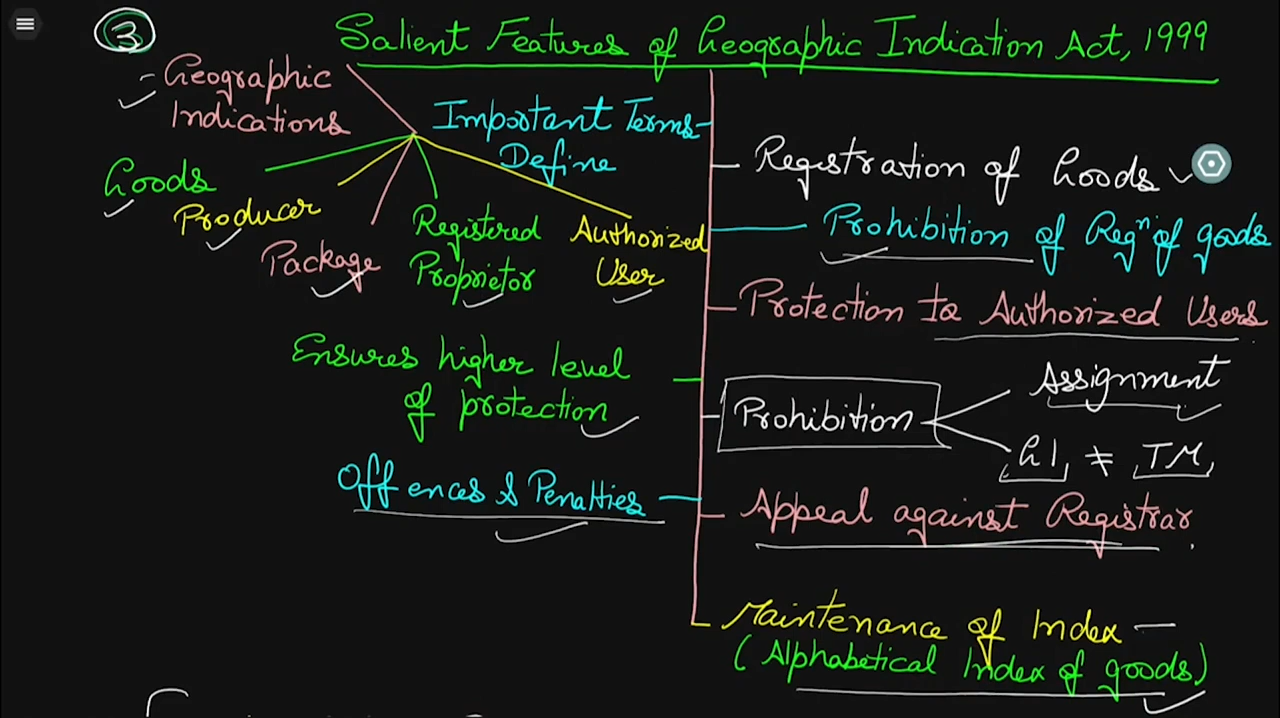 3
Salient Features of Geographic Indication Act, 1999
Geographic
Indications
Important Terms
Define
Goods
Producer
Package
Registered
Proprietor
Authorized
User
Ensures higher level
of protection
Offences & Penalties
Registration of Goods
Prohibition of Regn of goods
Protection to Authorized Users
Prohibition
Assignment
GI ≠ TM
Appeal against Registrar
Maintenance of Index
(Alphabetical Index of goods)